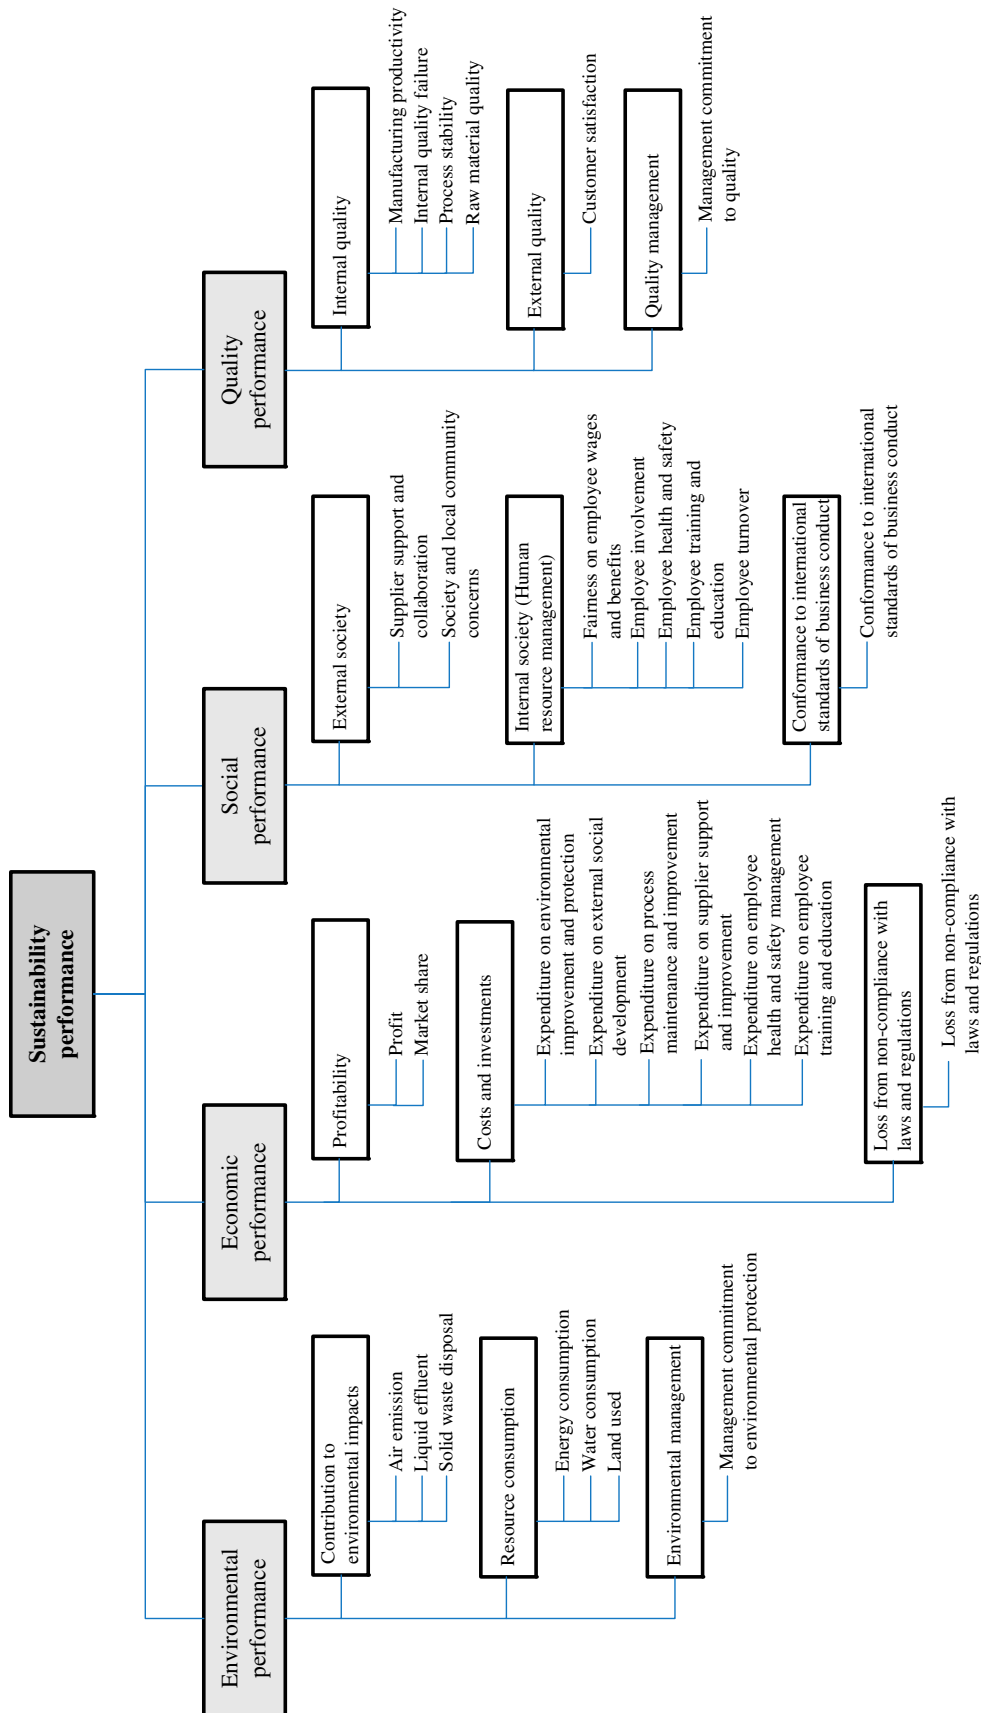 Sustainability
performance
Environmental
performance
Contribution to
environmental impacts
Air emission
Liquid effluent
Solid waste disposal
Resource consumption
Energy consumption
Water consumption
Land used
Environmental management
Management commitment
to environmental protection
Economic
performance
Profitability
Profit
Market share
Costs and investments
Expenditure on environmental
improvement and protection
Expenditure on external social
development
Expenditure on process
maintenance and improvement
Expenditure on supplier support
and improvement
Expenditure on employee
health and safety management
Expenditure on employee
training and education
Loss from non-compliance with
laws and regulations
Loss from non-compliance with
laws and regulations
Social
performance
External society
Supplier support and
collaboration
Society and local community
concerns
Internal society (Human
resource management)
Fairness on employee wages
and benefits
Employee involvement
Employee health and safety
Employee training and
education
Employee turnover
Conformance to international
standards of business conduct
Conformance to international
standards of business conduct
Quality
performance
Internal quality
Manufacturing productivity
Internal quality failure
Process stability
Raw material quality
External quality
Customer satisfaction
Quality management
Management commitment
to quality